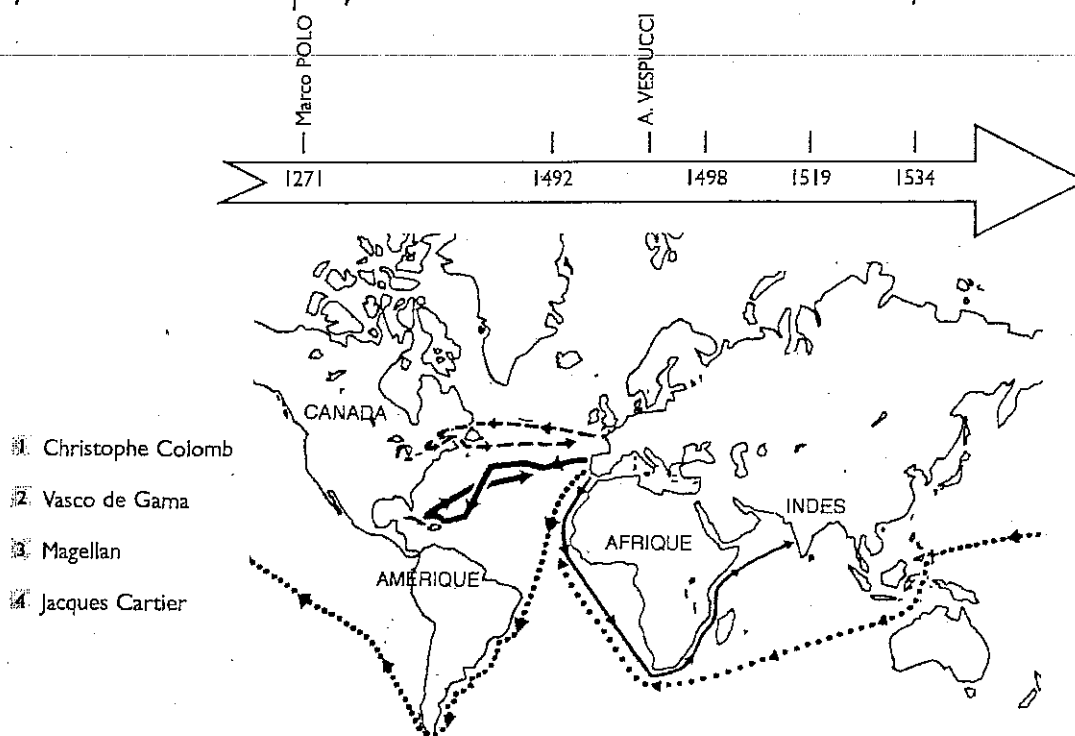 Marco POLO
A. VESPUCCI
1271 1492 1498 1519 1534
CANADA
1 Christophe Colomb
2 Vasco de Gama
INDES
3 Magellan
AFRIQUE
AMÉRIQUE
4 Jacques Cartier